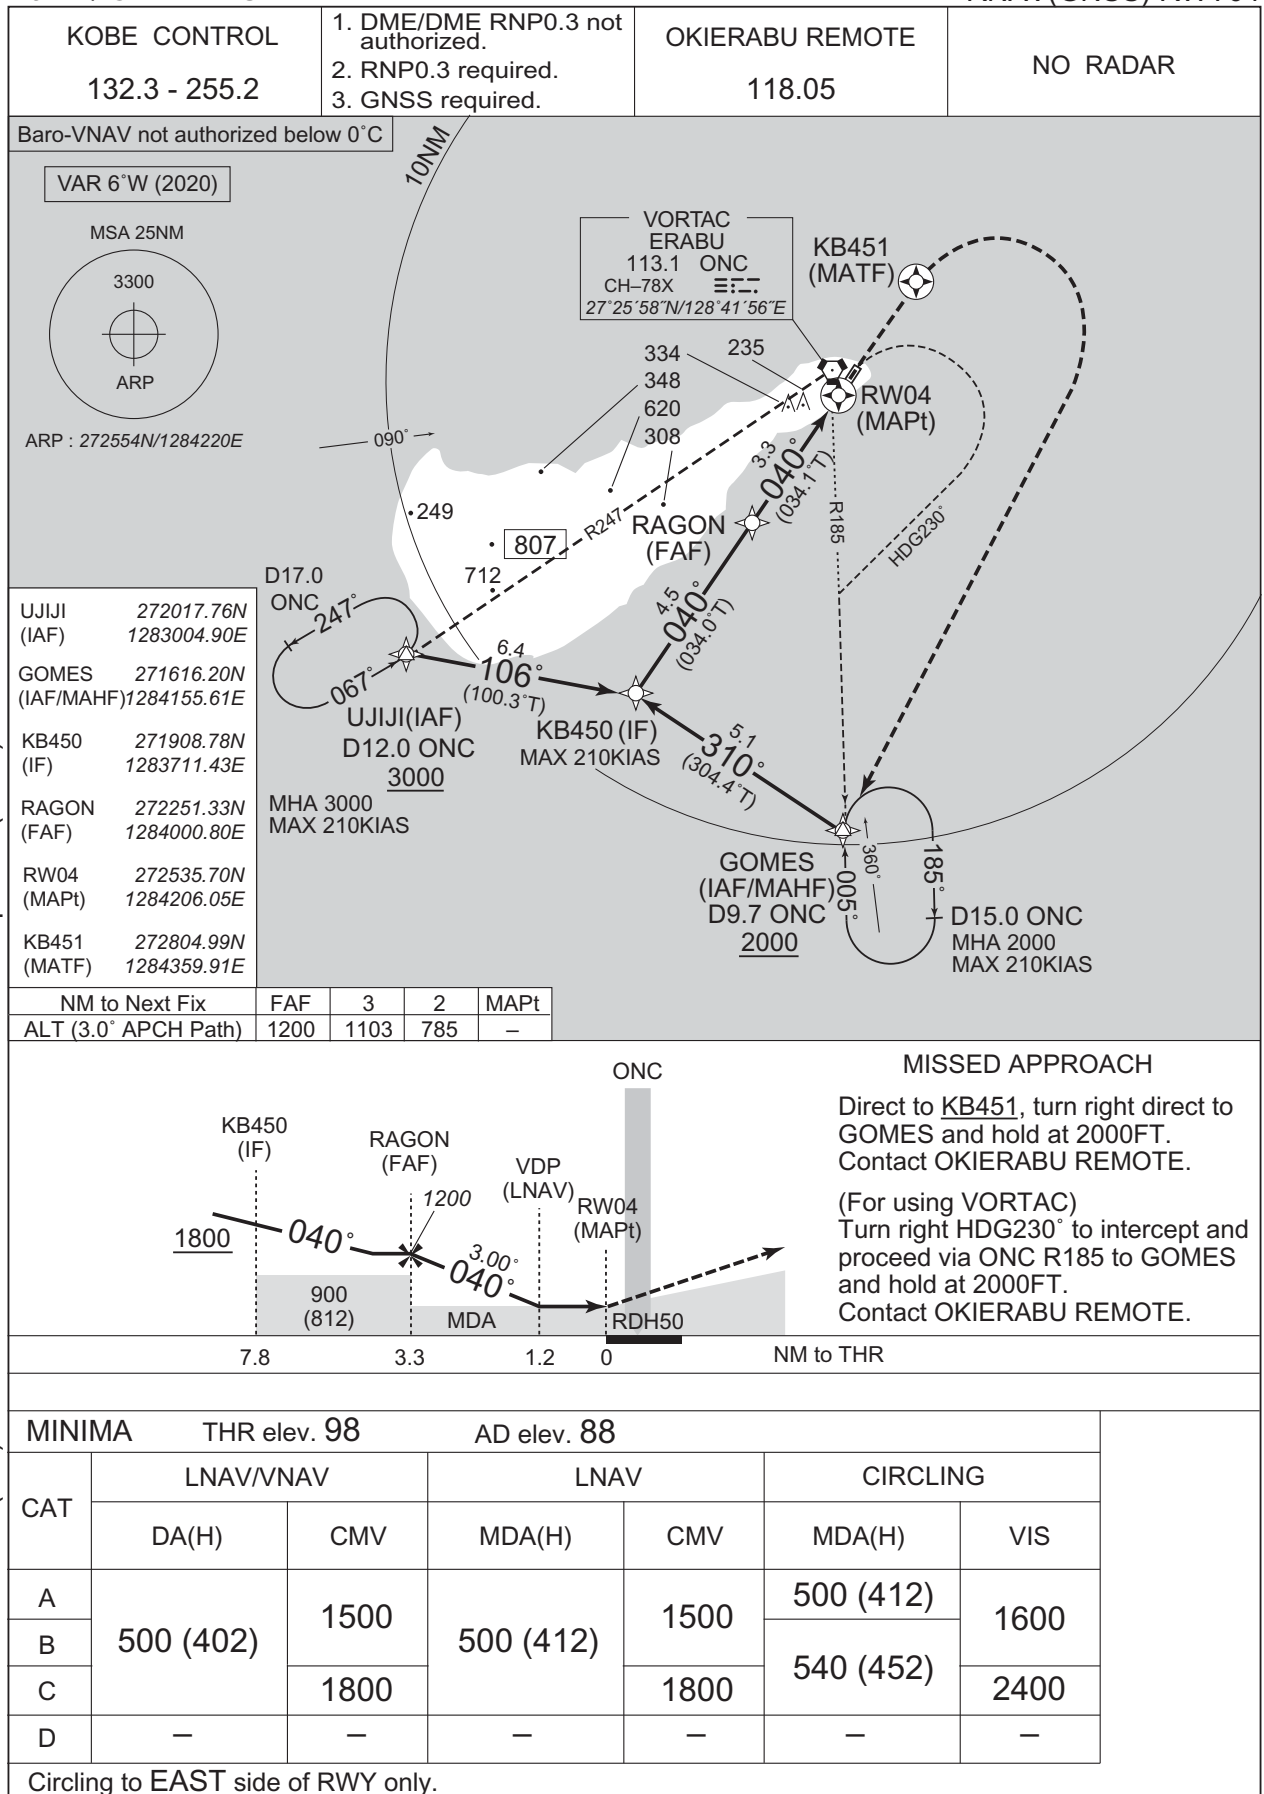 KOBE CONTROL
132.3 - 255.2
1. DME/DME RNP0.3 not
authorized.
2. RNP0.3 required.
3. GNSS required.
OKIERABU REMOTE
118.05
NO RADAR
Baro-VNAV not authorized below 0˚C
10NM
VAR 6˚W (2020)
MSA 25NM
3300
ARP
ARP : 272554N/1284220E
VORTAC
ERABU
113.1 ONC
CH–78X
27˚25´58˝N/128˚41´56˝E
KB451
(MATF)
334
235
348
620
308
RW04
(MAPt)
090˚
3.3
040˚
(034.1˚T)
R185
HDG230˚
249
R247
RAGON
(FAF)
807
712
D17.0
ONC
247˚
067˚
4.5
040˚
(034.0˚T)
6.4
106˚
(100.3˚T)
UJIJI(IAF)
D12.0 ONC
3000
MHA 3000
MAX 210KIAS
KB450 (IF)
MAX 210KIAS
5.1
310˚
(304.4˚T)
GOMES
(IAF/MAHF)
D9.7 ONC
2000
005˚
360˚
185˚
D15.0 ONC
MHA 2000
MAX 210KIAS
UJIJI 272017.76N
(IAF) 1283004.90E
GOMES 271616.20N
(IAF/MAHF) 1284155.61E
KB450 271908.78N
(IF) 1283711.43E
RAGON 272251.33N
(FAF) 1284000.80E
RW04 272535.70N
(MAPt) 1284206.05E
KB451 272804.99N
(MATF) 1284359.91E
NM to Next Fix FAF 3 2 MAPt
ALT (3.0˚ APCH Path) 1200 1103 785 –
ONC
KB450
(IF)
RAGON
(FAF)
1200
VDP
(LNAV)
RW04
(MAPt)
1800
040˚
3.00˚
040˚
900
(812)
MDA
RDH50
7.8 3.3 1.2 0 NM to THR
MISSED APPROACH
Direct to KB451, turn right direct to
GOMES and hold at 2000FT.
Contact OKIERABU REMOTE.
(For using VORTAC)
Turn right HDG230˚ to intercept and
proceed via ONC R185 to GOMES
and hold at 2000FT.
Contact OKIERABU REMOTE.
MINIMA THR elev. 98 AD elev. 88
CAT LNAV/VNAV LNAV CIRCLING
DA(H) CMV MDA(H) CMV MDA(H) VIS
A 500 (402) 1500 500 (412) 1500 500 (412) 1600
B 540 (452)
C 1800 1800 2400
D – – – – – –
Circling to EAST side of RWY only.